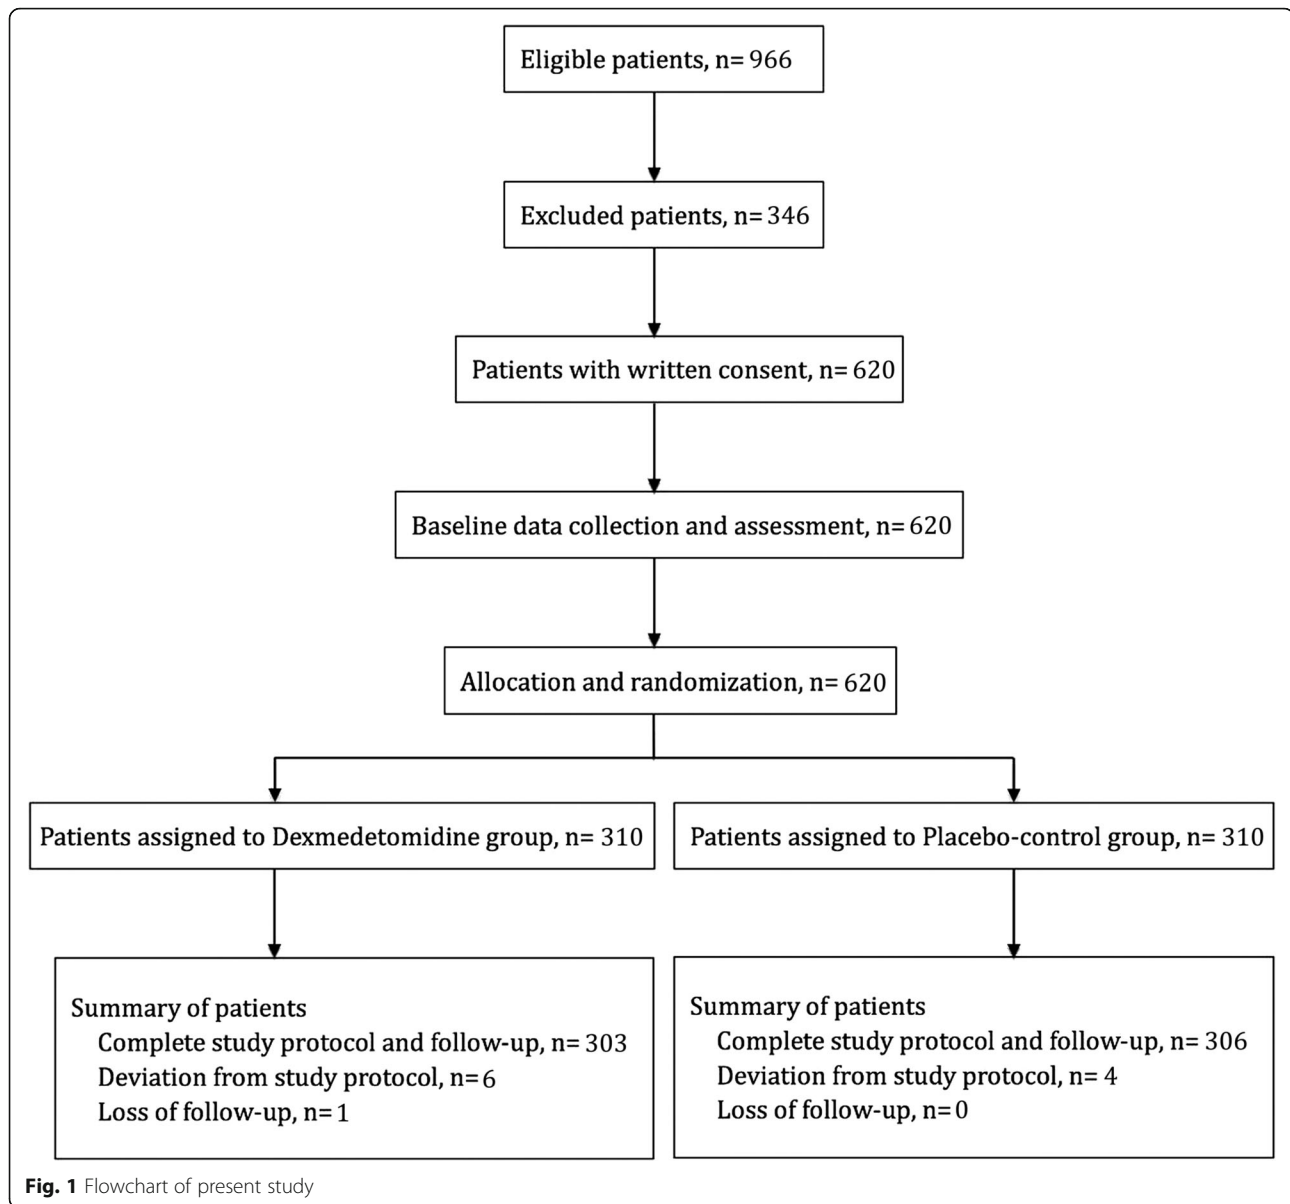 Eligible patients, n= 966
Excluded patients, n= 346
Patients with written consent, n= 620
Baseline data collection and assessment, n= 620
Allocation and randomization, n= 620
Patients assigned to Dexmedetomidine group, n= 310
Patients assigned to Placebo-control group, n= 310
Summary of patients
Complete study protocol and follow-up, n= 303
Deviation from study protocol, n= 6
Loss of follow-up, n= 1
Summary of patients
Complete study protocol and follow-up, n= 306
Deviation from study protocol, n= 4
Loss of follow-up, n= 0
Fig. 1 Flowchart of present study